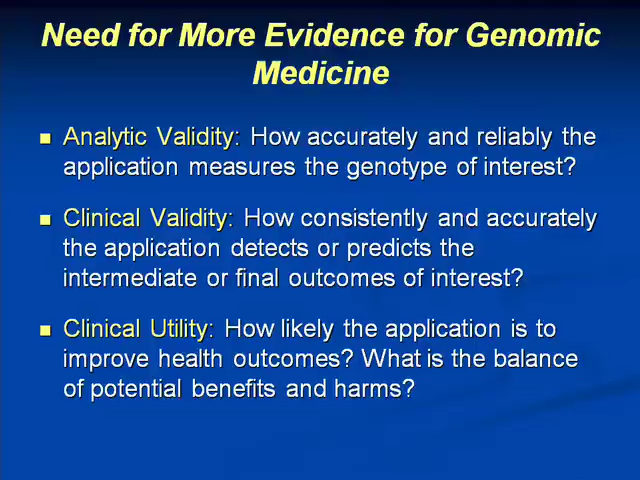 Need for More Evidence for Genomic
Medicine
Analytic Validity: How accurately and reliably the
application measures the genotype of interest?
Clinical Validity: How consistently and accurately
the application detects or predicts the
intermediate or final outcomes of interest?
Clinical Utility: How likely the application is to
improve health outcomes? What is the balance
of potential benefits and harms?